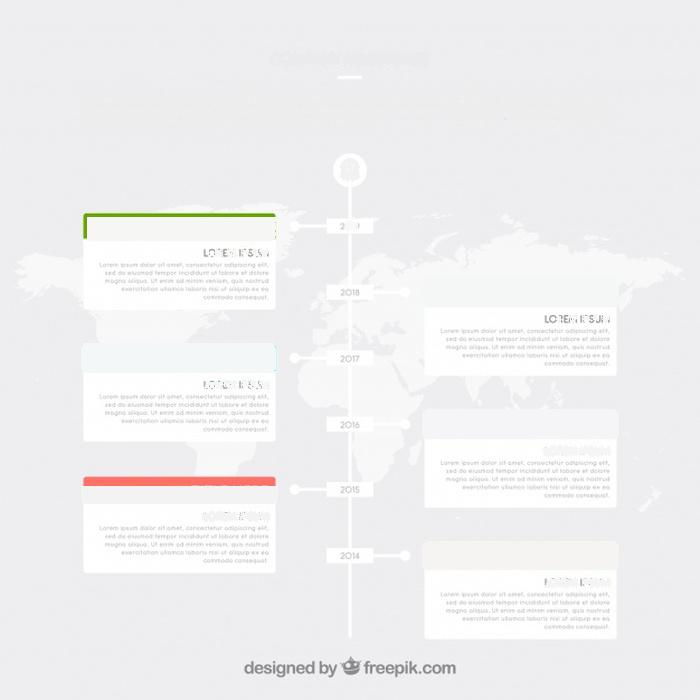 LOREM IPSUM
Lorem ipsum dolor sit amet, consectetur adipiscing elit,
sed do eiusmod tempor incididunt ut labore et dolore
magna aliqua. Ut enim ad minim veniam, quis nostrud
exercitation ullamco laboris nisi ut aliquip ex ea
commodo consequat.
2018
LOREM IPSUM
Lorem ipsum dolor sit amet, consectetur adipiscing elit,
sed do eiusmod tempor incididunt ut labore et dolore
magna aliqua. Ut enim ad minim veniam, quis nostrud
exercitation ullamco laboris nisi ut aliquip ex ea
commodo consequat.
2017
LOREM IPSUM
Lorem ipsum dolor sit amet, consectetur adipiscing elit,
sed do eiusmod tempor incididunt ut labore et dolore
magna aliqua. Ut enim ad minim veniam, quis nostrud
exercitation ullamco laboris nisi ut aliquip ex ea
commodo consequat.
2016
LOREM IPSUM
Lorem ipsum dolor sit amet, consectetur adipiscing elit,
sed do eiusmod tempor incididunt ut labore et dolore
magna aliqua. Ut enim ad minim veniam, quis nostrud
exercitation ullamco laboris nisi ut aliquip ex ea
commodo consequat.
2015
LOREM IPSUM
Lorem ipsum dolor sit amet, consectetur adipiscing elit,
sed do eiusmod tempor incididunt ut labore et dolore
magna aliqua. Ut enim ad minim veniam, quis nostrud
exercitation ullamco laboris nisi ut aliquip ex ea
commodo consequat.
2014
LOREM IPSUM
Lorem ipsum dolor sit amet, consectetur adipiscing elit,
sed do eiusmod tempor incididunt ut labore et dolore
magna aliqua. Ut enim ad minim veniam, quis nostrud
exercitation ullamco laboris nisi ut aliquip ex ea
commodo consequat.
designed by freepik.com